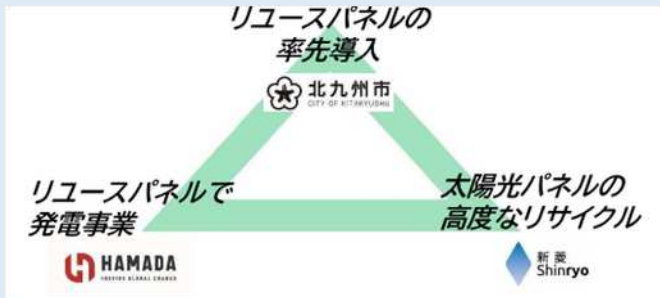 リユースパネルの
率先導入
北九州市
CITY OF KITAKYUSHU
リユースパネルで
発電事業
太陽光パネルの
高度なリサイクル
HAMADA
新菱
Shinryo